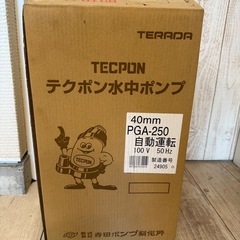 TERADA
TECPON
テクポン水中ポンプ
40mm
PGA-250
自動運転
100V 50Hz
製造番号
24905
TECPON
寺田ポンプ製作所